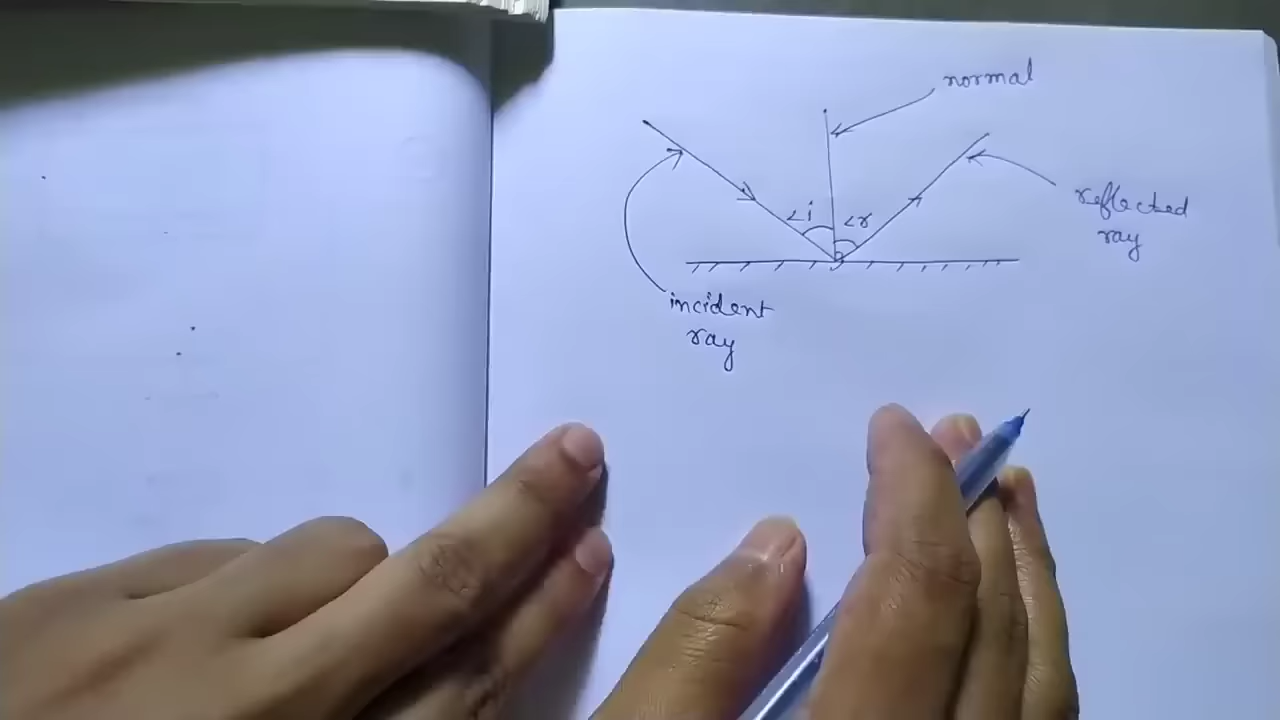 normal
∠i
∠r
reflected
ray
incident
ray